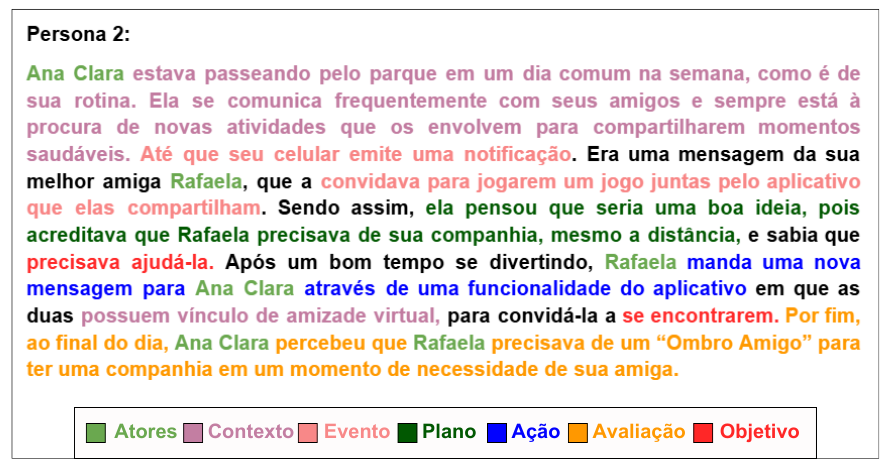 Persona 2:
Ana Clara estava passeando pelo parque em um dia comum na semana, como é de
sua rotina. Ela se comunica frequentemente com seus amigos e sempre está à
procura de novas atividades que os envolvem para compartilharem momentos
saudáveis. Até que seu celular emite uma notificação. Era uma mensagem da sua
melhor amiga Rafaela, que a convidava para jogarem um jogo juntas pelo aplicativo
que elas compartilham. Sendo assim, ela pensou que seria uma boa ideia, pois
acreditava que Rafaela precisava de sua companhia, mesmo a distância, e sabia que
precisava ajudá-la. Após um bom tempo se divertindo, Rafaela manda uma nova
mensagem para Ana Clara através de uma funcionalidade do aplicativo em que as
duas possuem vínculo de amizade virtual, para convidá-la a se encontrarem. Por fim,
ao final do dia, Ana Clara percebeu que Rafaela precisava de um “Ombro Amigo” para
ter uma companhia em um momento de necessidade de sua amiga.
Atores Contexto Evento Plano Ação Avaliação Objetivo